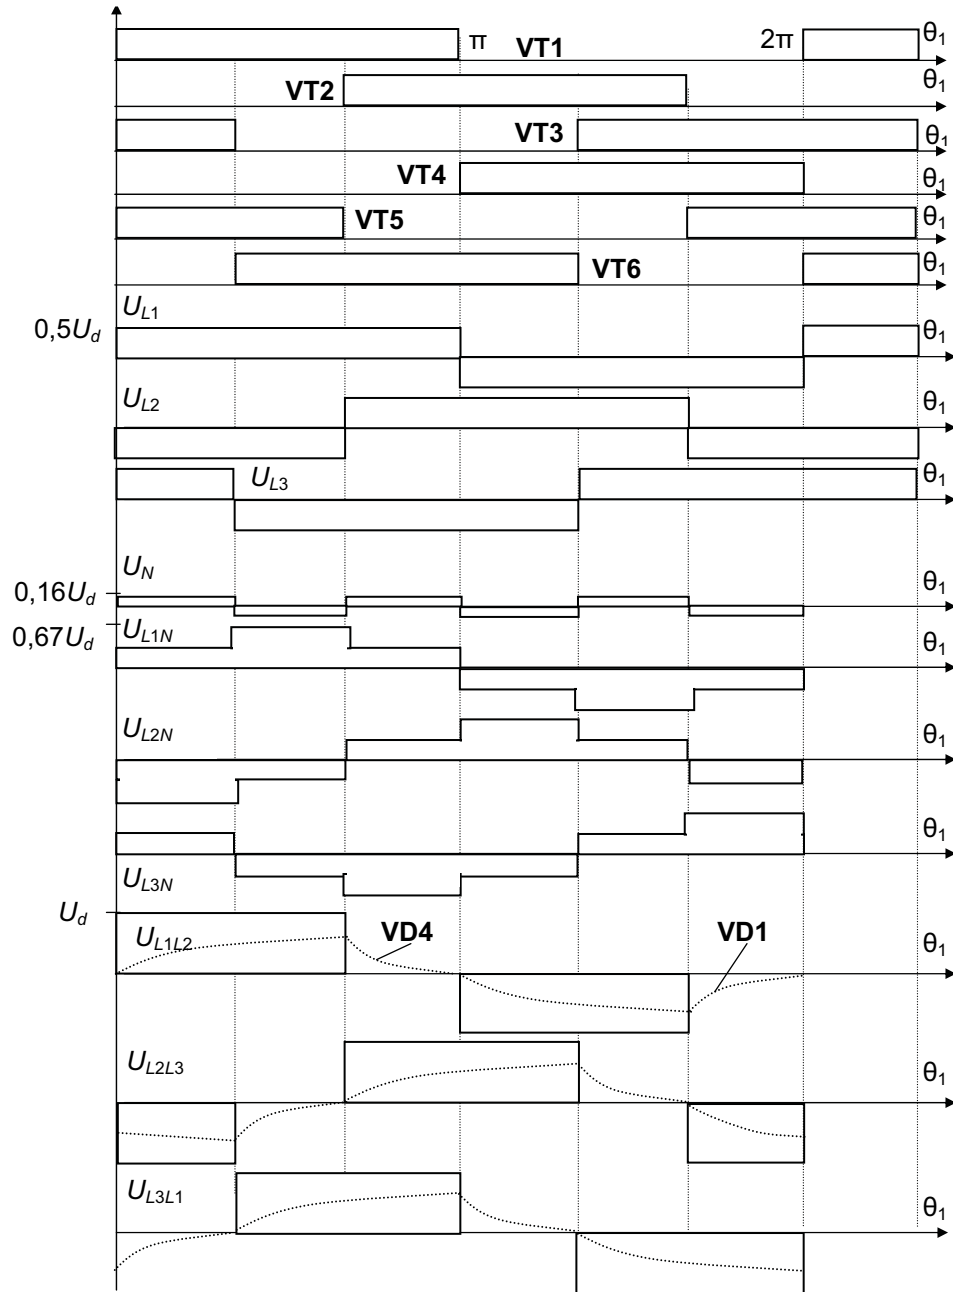 π VT1 2π θ1
VT2 θ1
VT3 θ1
VT4 θ1
VT5 θ1
VT6 θ1
UL1
0,5Ud θ1
UL2 θ1
UL3 θ1
UN
0,16Ud θ1
0,67Ud UL1N θ1
UL2N θ1
θ1
UL3N
Ud VD4 VD1
UL1L2 θ1
UL2L3 θ1
UL3L1 θ1